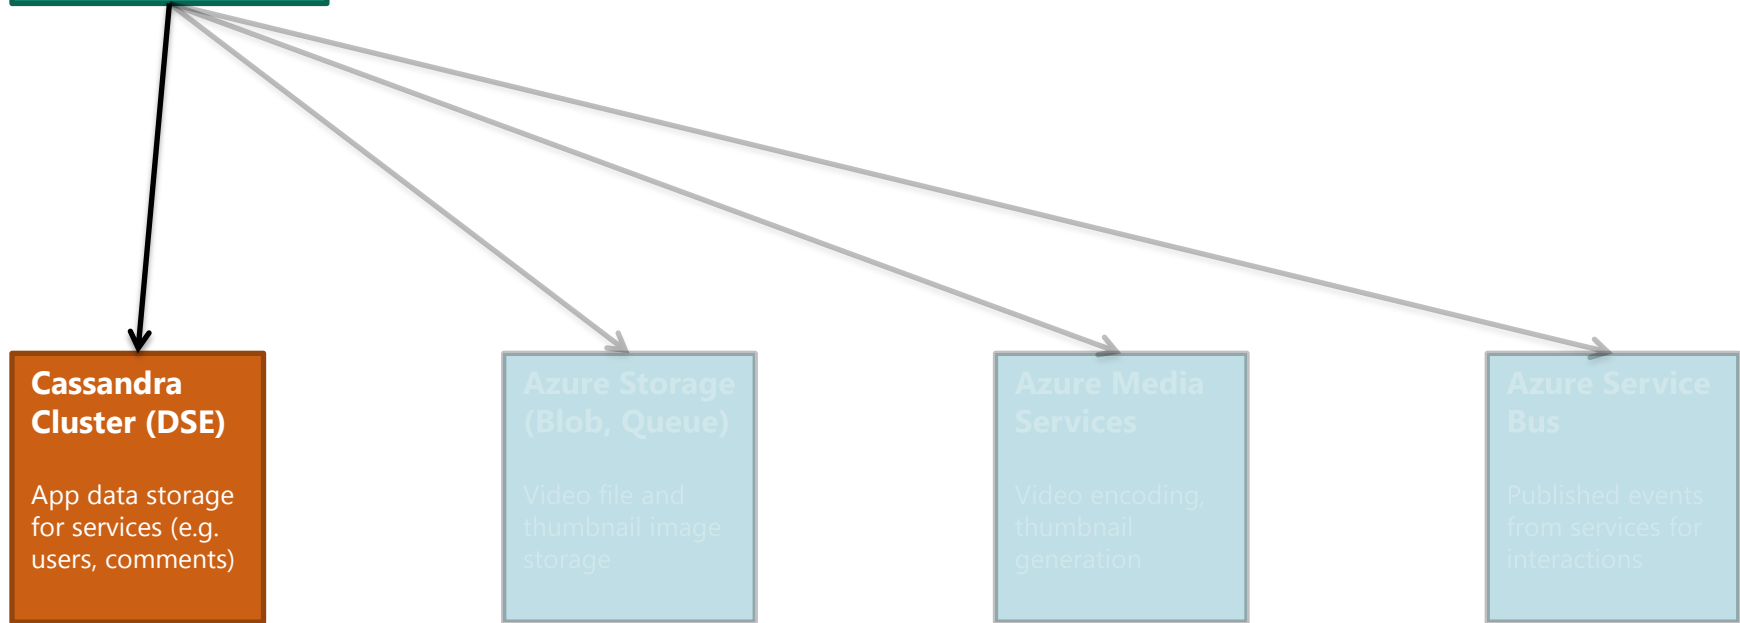 Cassandra
Cluster (DSE)
App data storage
for services (e.g.
users, comments)
Azure Storage
(Blob, Queue)
Video file and
thumbnail image
storage
Azure Media
Services
Video encoding,
thumbnail
generation
Azure Service
Bus
Published events
from services for
interactions